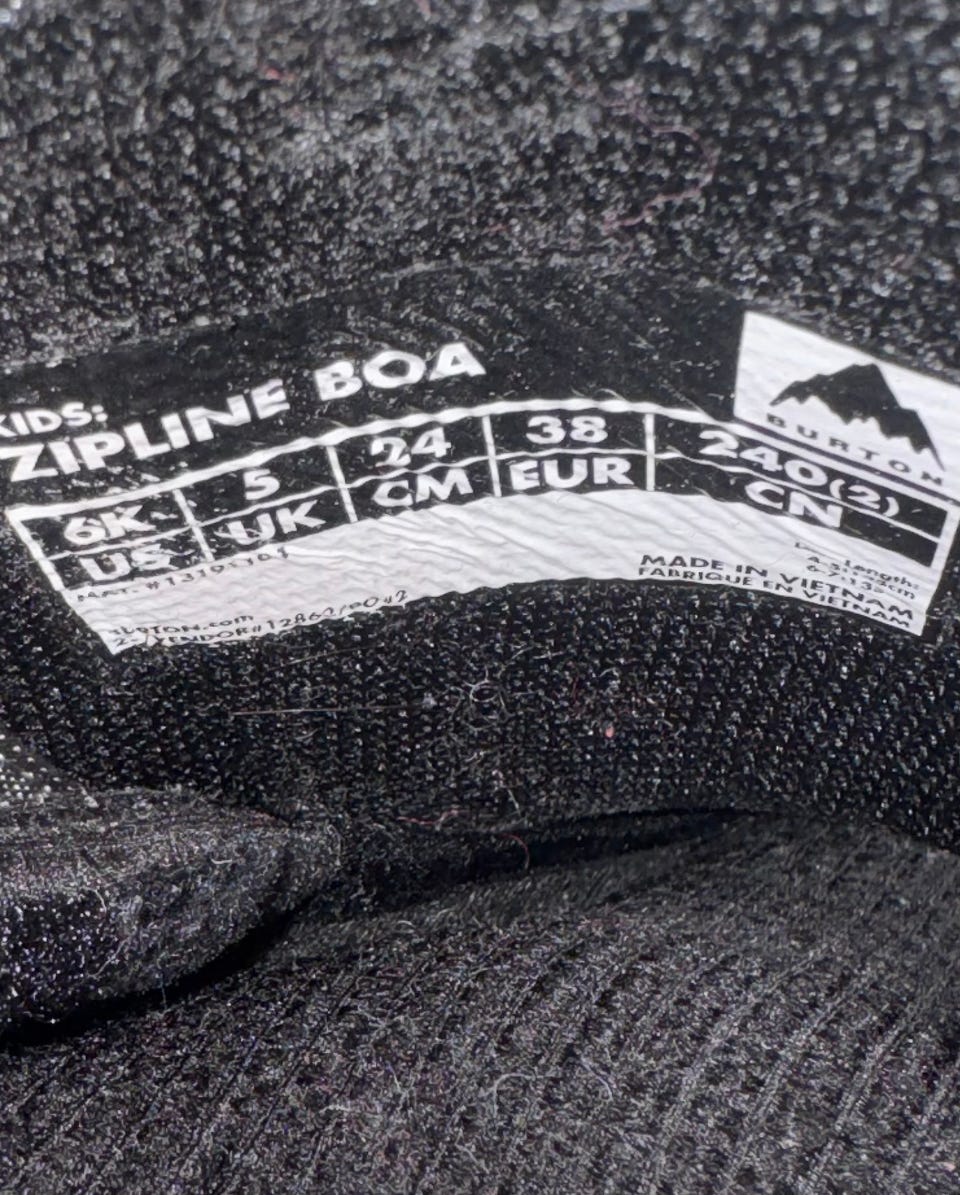 KIDS:
ZIPLINE BOA
BURTON
6K 5 24 38 240(2)
US UK CM EUR CN
MADE IN VIETNAM
FABRIQUE EN VIETNAM
Length: